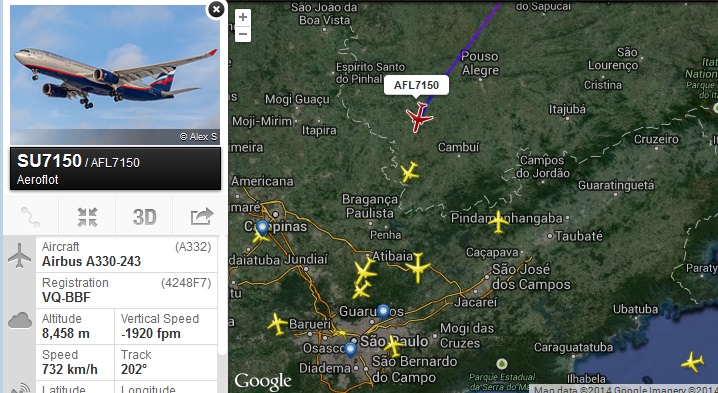 © Alex S
SU7150 / AFL7150
Aeroflot
3D
Aircraft (A332)
Airbus A330-243
Registration (4248F7)
VQ-BBF
Altitude Vertical Speed
8,458 m -1920 fpm
Speed Track
732 km/h 202°
Latitude Longitude
+
−
São João da
Boa Vista
do Sapucai
Pouso
Alegre
Espírito Santo
do Pinhal
São
Lourenço
Cristina
AFL7150
Mogi Guaçu
Moji-Mirim
Itapira
Itajubá
Cambuí
Cruzeiro
Campos
do Jordão
Guaratinguetá
Americana
Bragança
Paulista
Penha
Campinas
Pindamonhangaba
Taubaté
Indaiatuba
Jundiaí
Atibaia
Caçapava
São José
dos Campos
Jacareí
Paraty
Ubatuba
Guarulhos
Barueri
Osasco
São Paulo
Mogi das
Cruzes
Diadema
São Bernardo
do Campo
Caraguatatuba
Parque Estadual
da Serra do Mar
Ilhabela
Google
Map data ©2014 Google Imagery ©2014